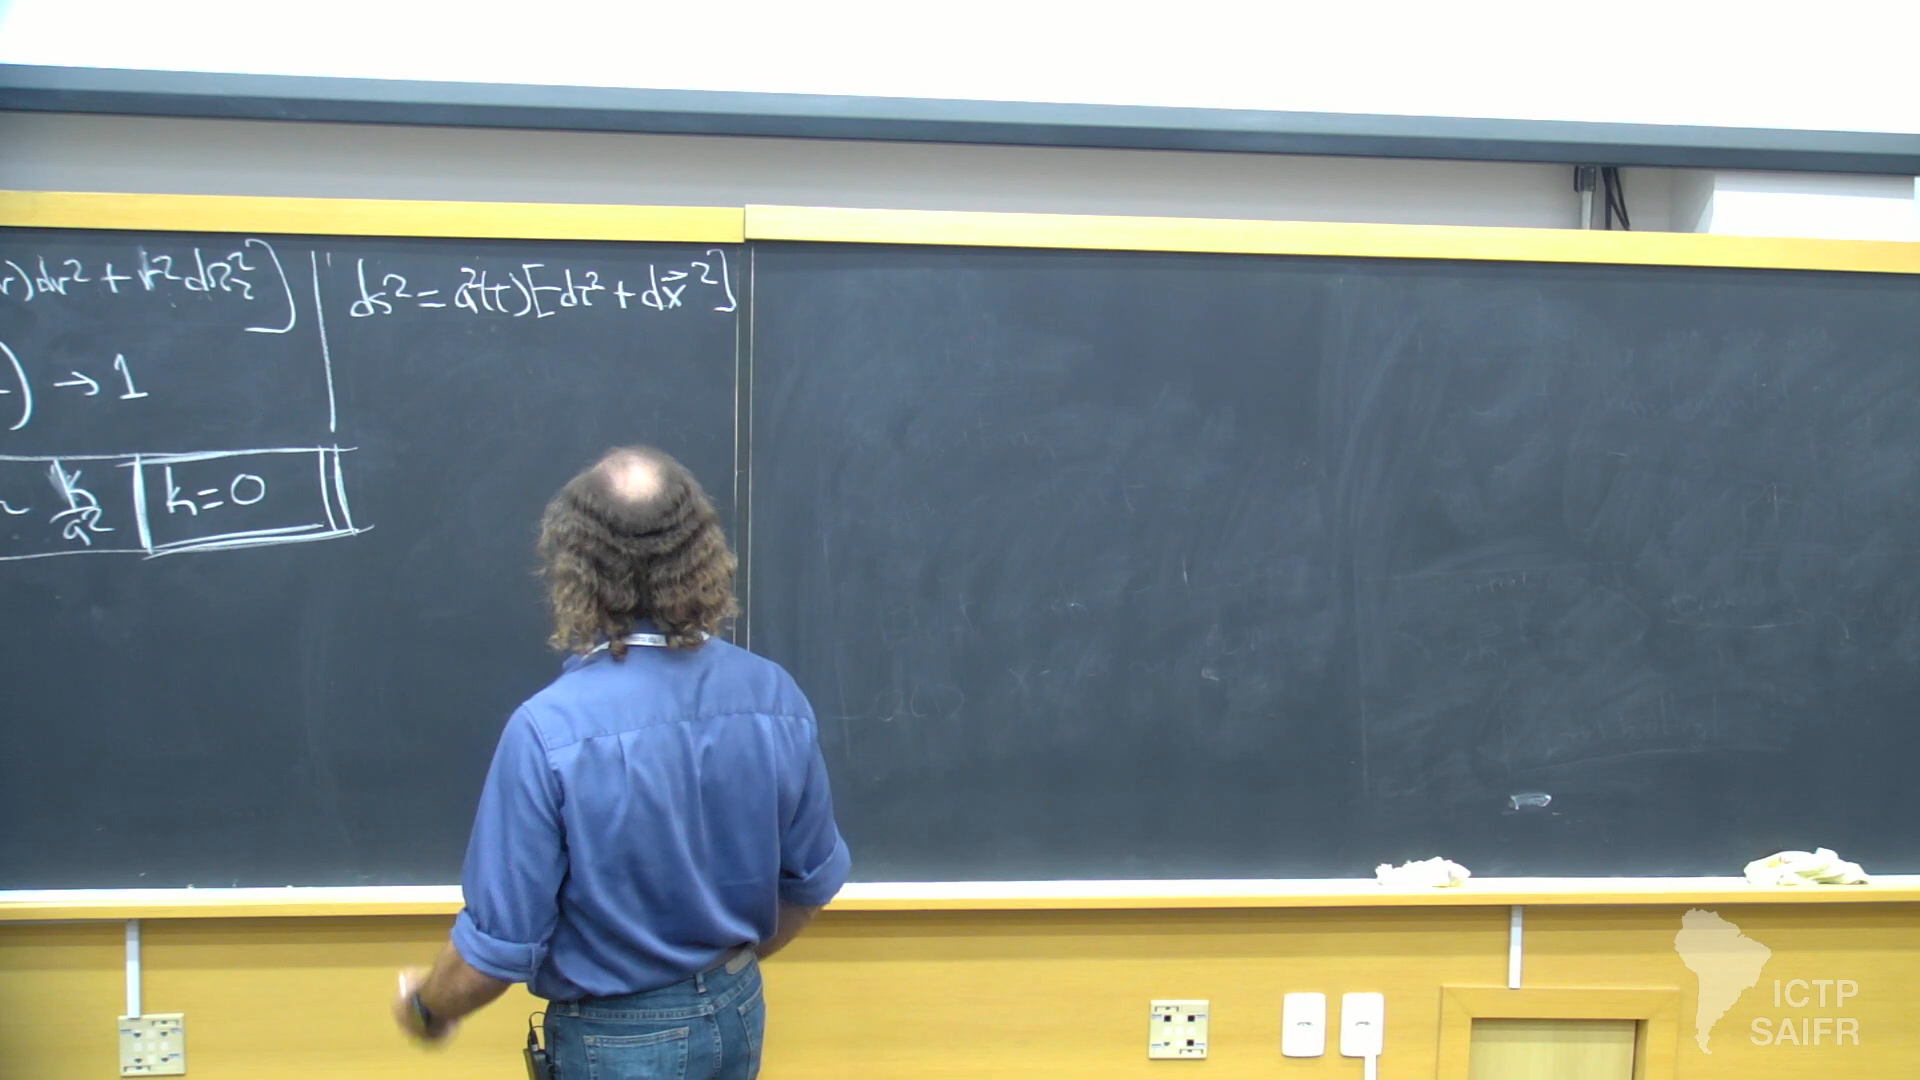 r)dr² + r²dΩ₂²]
ds² = a²(τ)[-dτ² + dx⃗²]
) → 1
~ k/a² k=0
ICTP
SAIFR